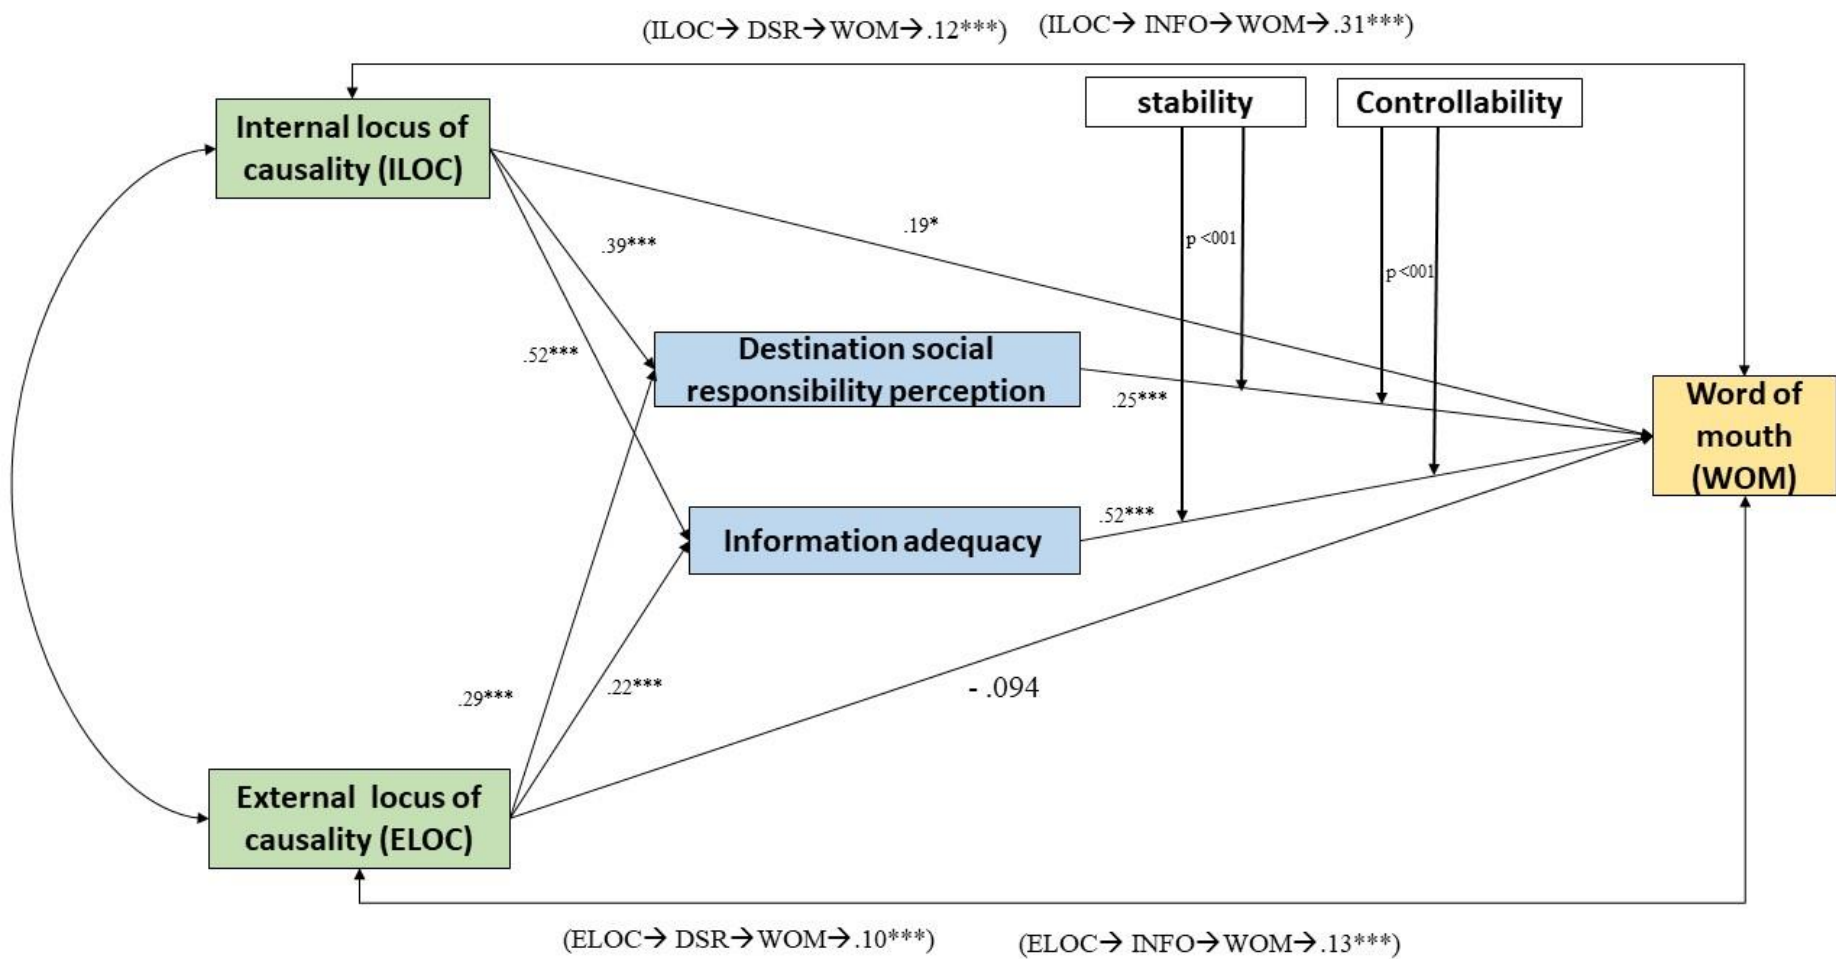 (ILOC→ DSR→WOM→.12***) (ILOC→ INFO→WOM→.31***)
stability
Controllability
Internal locus of
causality (ILOC)
.19*
.39***
p <001
p <001
Destination social
responsibility perception
.52***
.25***
Word of
mouth
(WOM)
Information adequacy
.52***
.29***
.22***
- .094
External locus of
causality (ELOC)
(ELOC→ DSR→WOM→.10***)
(ELOC→ INFO→WOM→.13***)